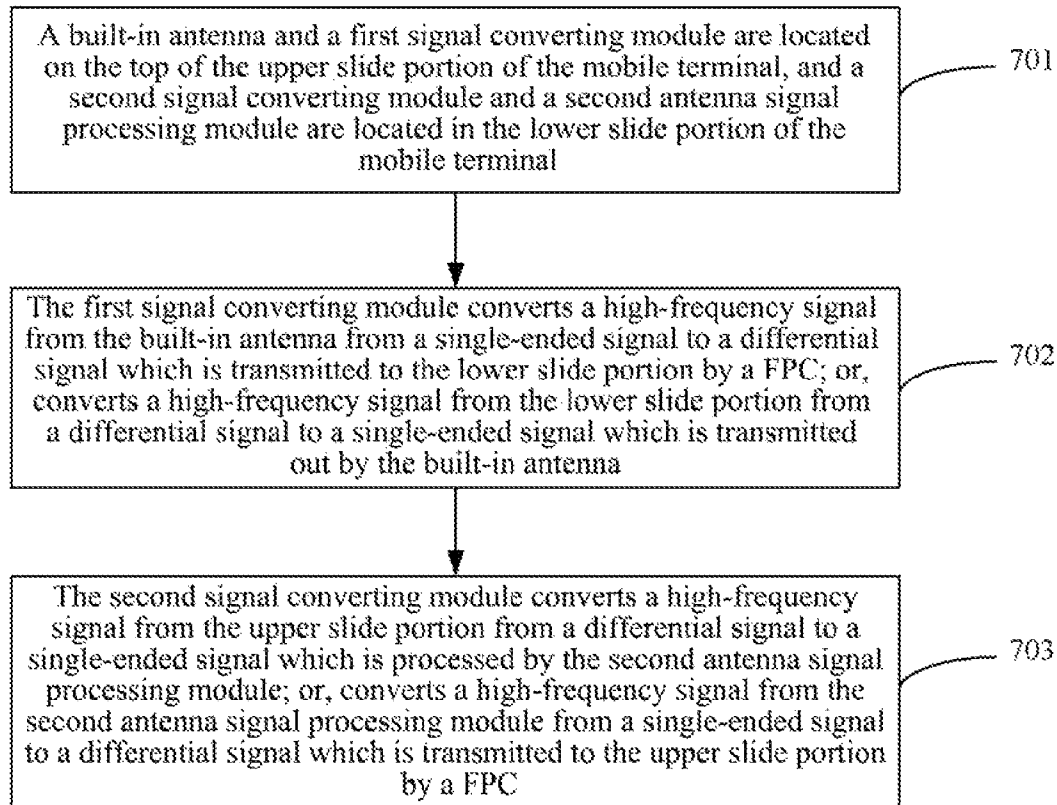 A built-in antenna and a first signal converting module are located
on the top of the upper slide portion of the mobile terminal, and a
second signal converting module and a second antenna signal
processing module are located in the lower slide portion of the
mobile terminal
701
The first signal converting module converts a high-frequency signal
from the built-in antenna from a single-ended signal to a differential
signal which is transmitted to the lower slide portion by a FPC; or,
converts a high-frequency signal from the lower slide portion from
a differential signal to a single-ended signal which is transmitted
out by the built-in antenna
702
The second signal converting module converts a high-frequency
signal from the upper slide portion from a differential signal to a
single-ended signal which is processed by the second antenna signal
processing module; or, converts a high-frequency signal from the
second antenna signal processing module from a single-ended signal
to a differential signal which is transmitted to the upper slide portion
by a FPC
703